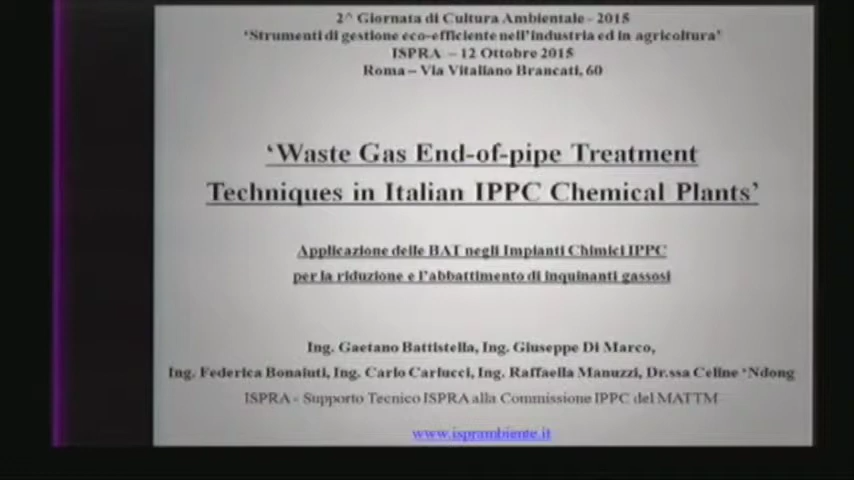 2^ Giornata di Cultura Ambientale - 2015
'Strumenti di gestione eco-efficiente nell'industria ed in agricoltura'
ISPRA – 12 Ottobre 2015
Roma – Via Vitaliano Brancati, 60
'Waste Gas End-of-pipe Treatment
Techniques in Italian IPPC Chemical Plants'
Applicazione delle BAT negli Impianti Chimici IPPC
per la riduzione e l'abbattimento di inquinanti gassosi
Ing. Gaetano Battistella, Ing. Giuseppe Di Marco,
Ing. Federica Bonaiuti, Ing. Carlo Carlucci, Ing. Raffaella Manuzzi, Dr.ssa Celine 'Ndong
ISPRA - Supporto Tecnico ISPRA alla Commissione IPPC del MATTM
www.isprambiente.it